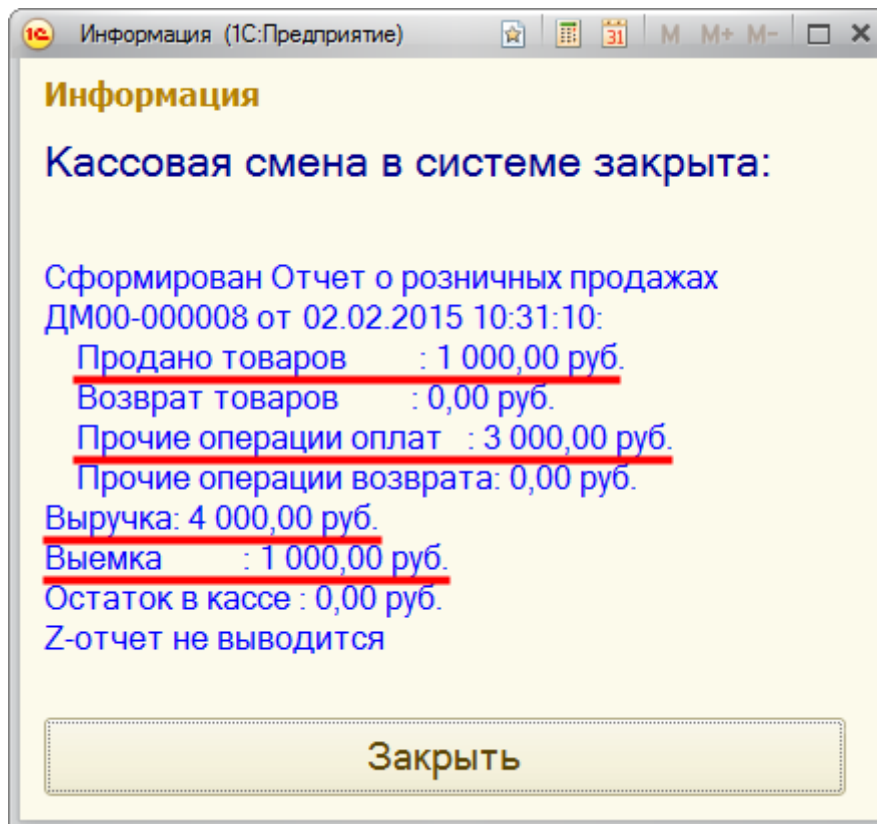 1С Информация (1С:Предприятие) 31 M M+ M-
Информация
Кассовая смена в системе закрыта:
Сформирован Отчет о розничных продажах
ДМ00-000008 от 02.02.2015 10:31:10:
Продано товаров : 1 000,00 руб.
Возврат товаров : 0,00 руб.
Прочие операции оплат : 3 000,00 руб.
Прочие операции возврата: 0,00 руб.
Выручка: 4 000,00 руб.
Выемка : 1 000,00 руб.
Остаток в кассе : 0,00 руб.
Z-отчет не выводится
Закрыть